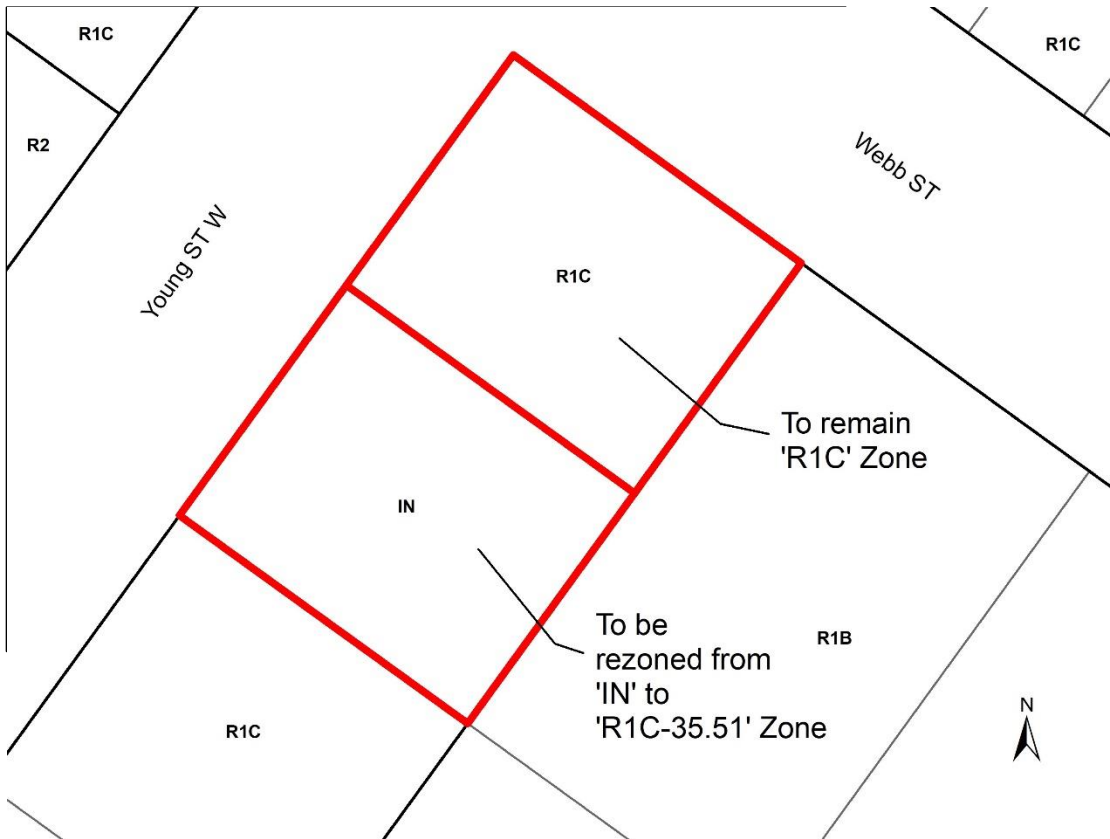 R1C
R1C
R2
Webb ST
Young ST W
R1C
To remain
'R1C' Zone
IN
To be
rezoned from
'IN' to
'R1C-35.51' Zone
R1B
R1C
N